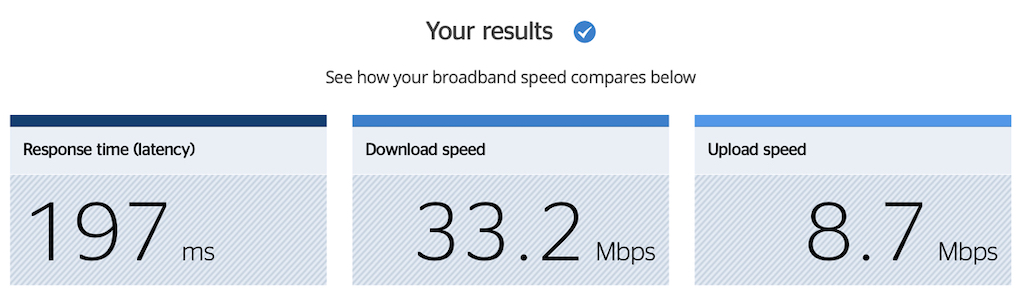 Your results
See how your broadband speed compares below
Response time (latency)
197 ms
Download speed
33.2 Mbps
Upload speed
8.7 Mbps